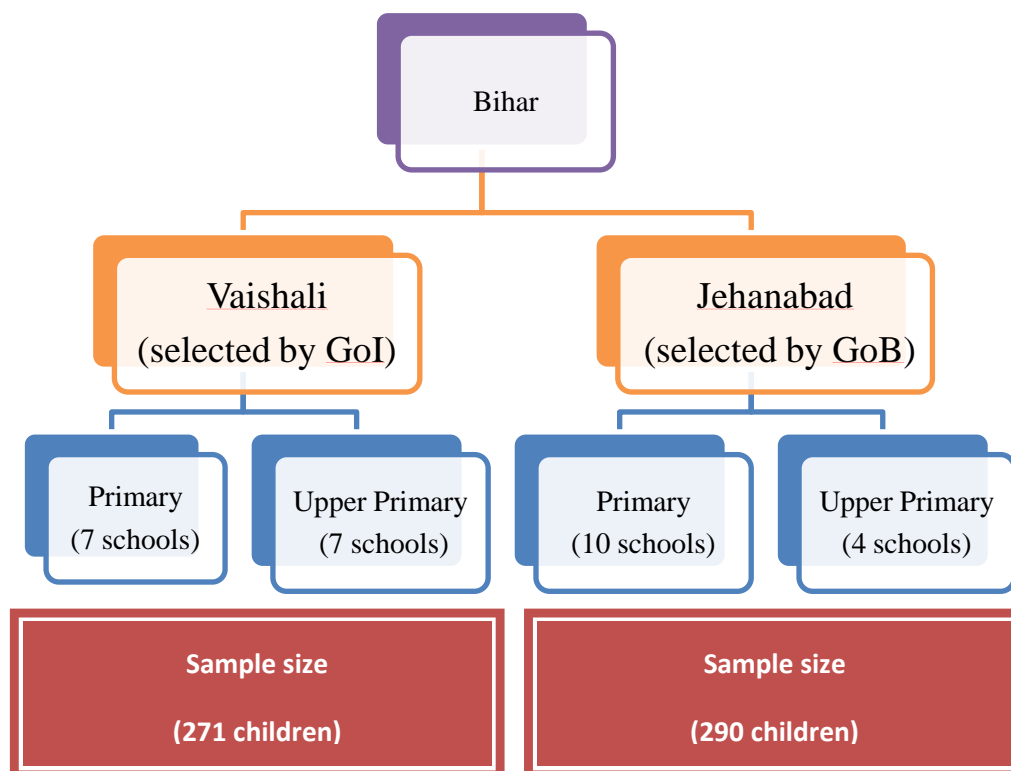 Bihar
Vaishali
(selected by GoI)
Jehanabad
(selected by GoB)
Primary
(7 schools)
Upper Primary
(7 schools)
Primary
(10 schools)
Upper Primary
(4 schools)
Sample size
(271 children)
Sample size
(290 children)